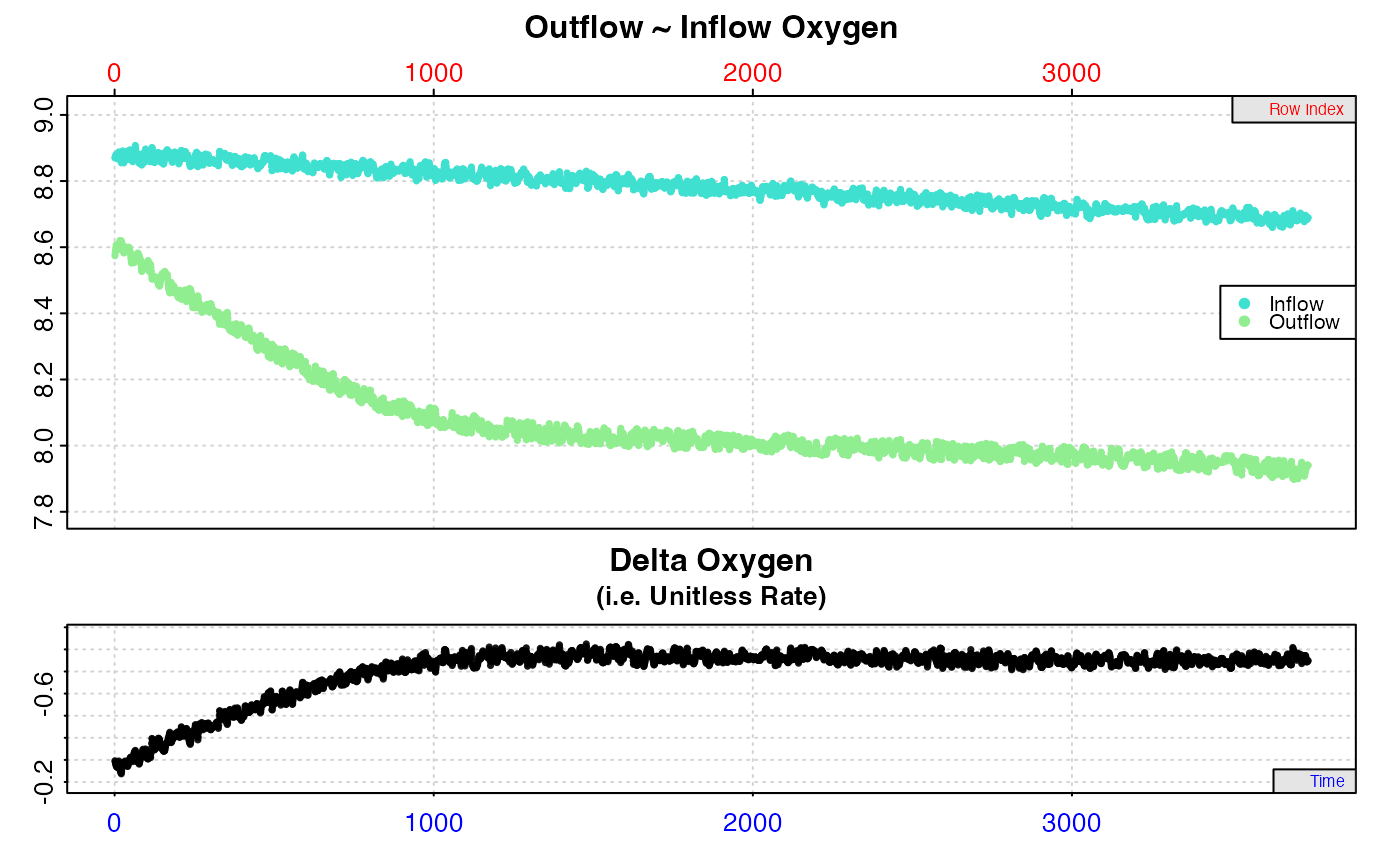 Outflow ~ Inflow Oxygen
0 1000 2000 3000
Row Index
9.0
8.8
8.6
8.4
8.2
8.0
7.8
Inflow
Outflow
Delta Oxygen
(i.e. Unitless Rate)
-0.6
-0.2
Time
0 1000 2000 3000